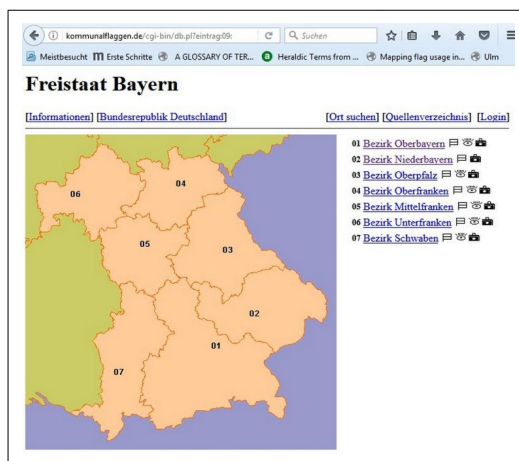 kommunalflaggen.de/cgi-bin/db.pl?eintrag:09:
Suchen
Meistbesucht Erste Schritte A GLOSSARY OF TER... Heraldic Terms from ... Mapping flag usage in... Ulm
Freistaat Bayern
[Informationen] [Bundesrepublik Deutschland] [Ort suchen] [Quellenverzeichnis] [Login]
01 Bezirk Oberbayern
02 Bezirk Niederbayern
03 Bezirk Oberpfalz
04 Bezirk Oberfranken
05 Bezirk Mittelfranken
06 Bezirk Unterfranken
07 Bezirk Schwaben
04
06
05
03
02
01
07